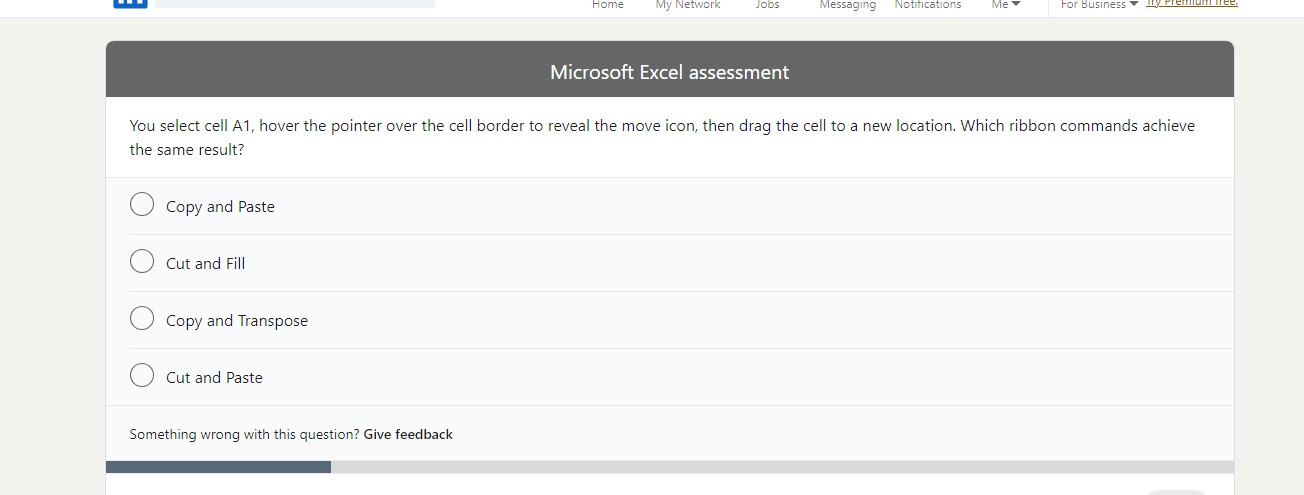 Home My Network Jobs Messaging Notifications Me For Business Try Premium free.
Microsoft Excel assessment
You select cell A1, hover the pointer over the cell border to reveal the move icon, then drag the cell to a new location. Which ribbon commands achieve
the same result?
Copy and Paste
Cut and Fill
Copy and Transpose
Cut and Paste
Something wrong with this question? Give feedback